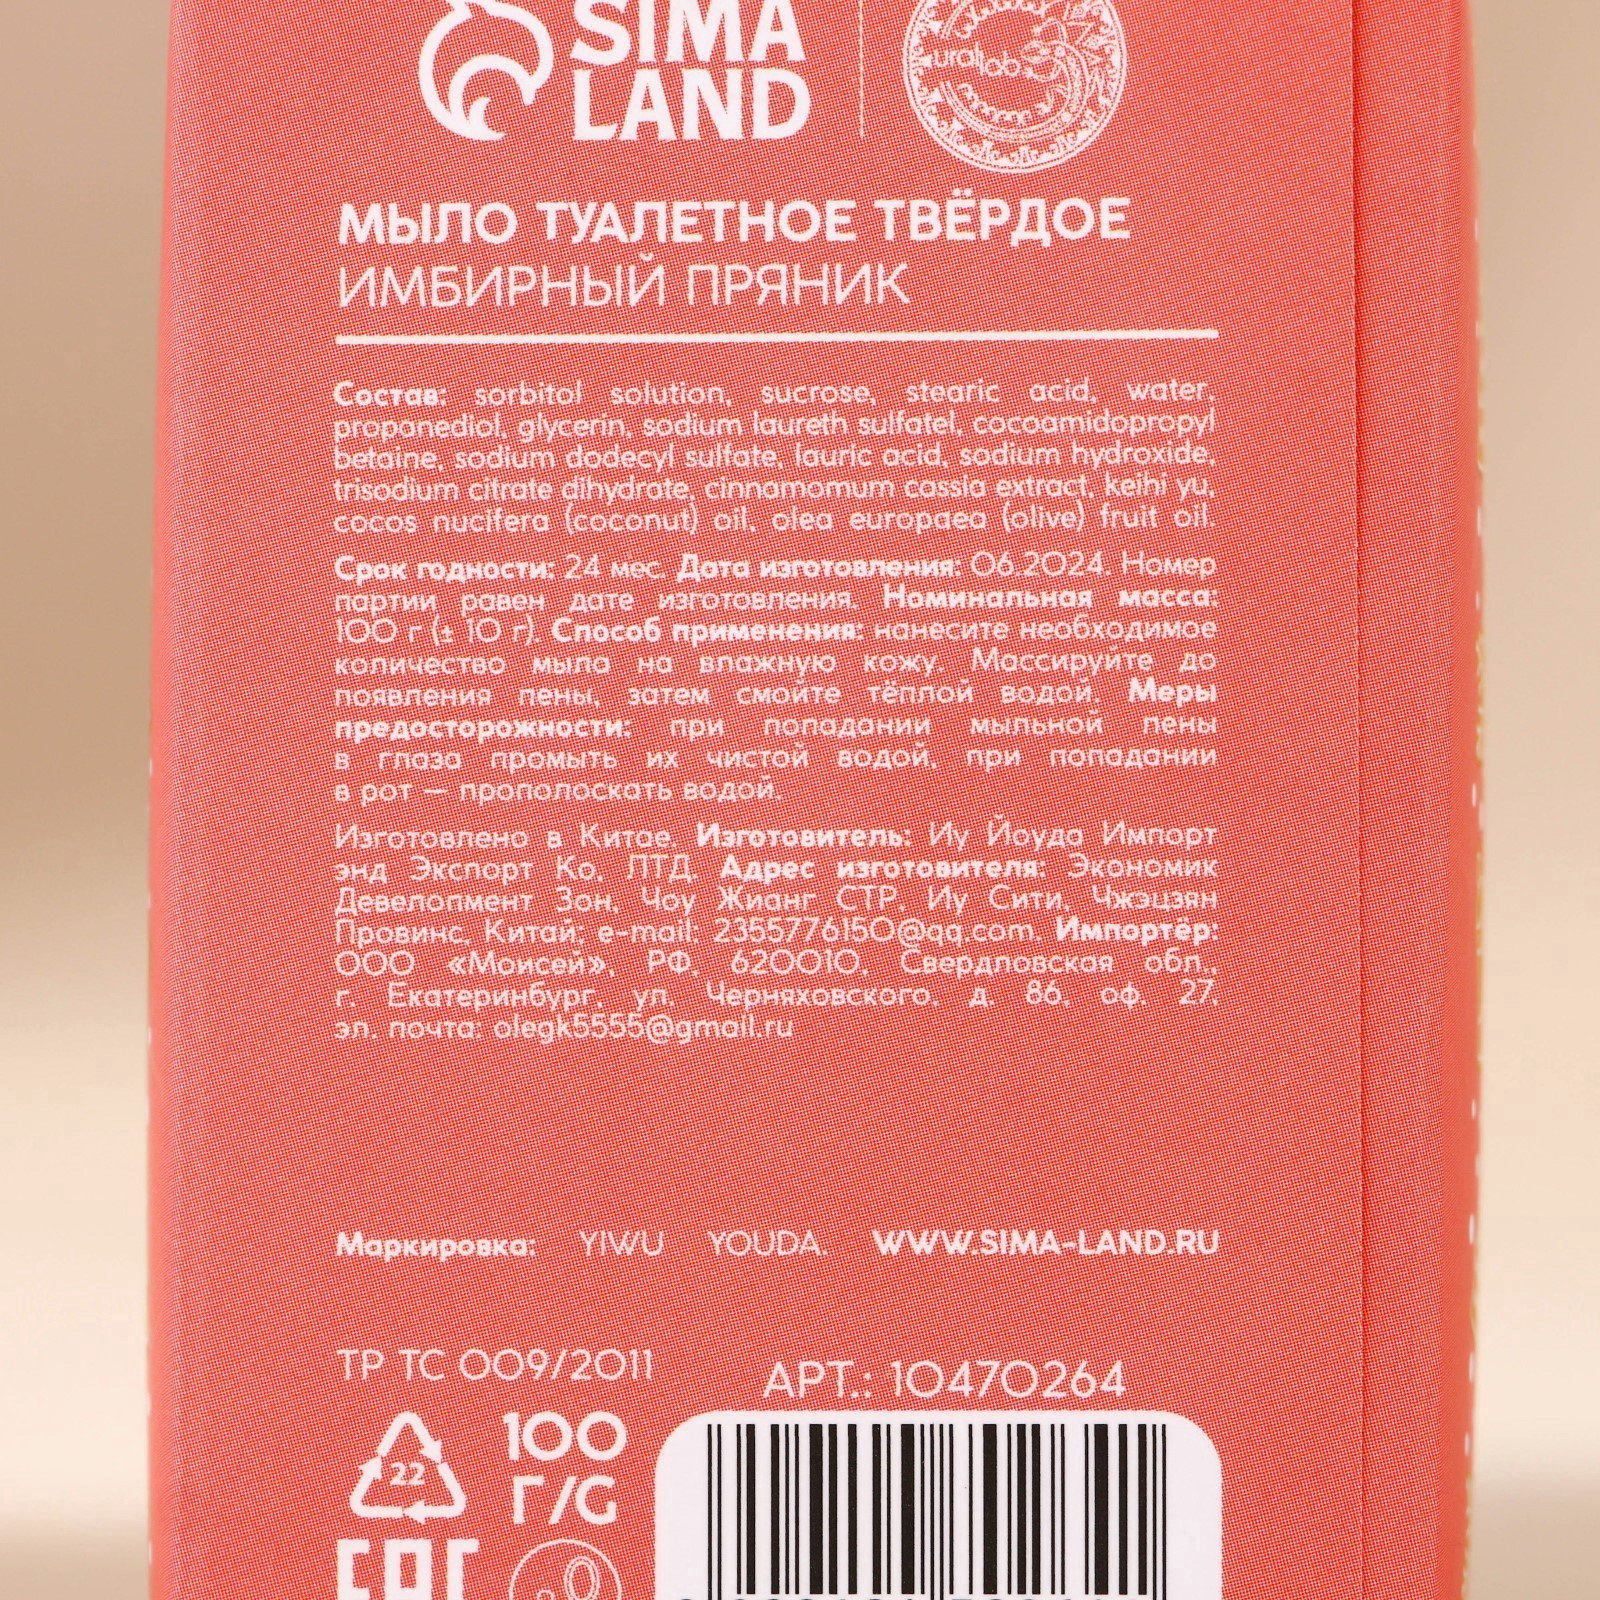 SIMA
LAND
urallab
МЫЛО ТУАЛЕТНОЕ ТВЁРДОЕ
ИМБИРНЫЙ ПРЯНИК
Состав: sorbitol solution, sucrose, stearic acid, water,
propanediol, glycerin, sodium laureth sulfatel, cocoamidopropyl
betaine, sodium dodecyl sulfate, lauric acid, sodium hydroxide,
trisodium citrate dihydrate, cinnamomum cassia extract, keihi yu,
cocos nucifera (coconut) oil, olea europaea (olive) fruit oil.
Срок годности: 24 мес. Дата изготовления: 06.2024. Номер
партии равен дате изготовления. Номинальная масса:
100 г (± 10 г). Способ применения: нанесите необходимое
количество мыла на влажную кожу. Массируйте до
появления пены, затем смойте тёплой водой. Меры
предосторожности: при попадании мыльной пены
в глаза промыть их чистой водой, при попадании
в рот — прополоскать водой.
Изготовлено в Китае. Изготовитель: Иу Йоуда Импорт
энд Экспорт Ко, ЛТД. Адрес изготовителя: Экономик
Девелопмент Зон, Чоу Жианг СТР, Иу Сити, Чжэцзян
Провинс, Китай; e-mail: 2355776150@qq.com. Импортёр:
ООО «Моисей», РФ, 620010, Свердловская обл.,
г. Екатеринбург, ул. Черняховского, д. 86, оф. 27,
эл. почта: olegk5555@gmail.ru
Маркировка: YIWU YOUDA. WWW.SIMA-LAND.RU
ТР ТС 009/2011
АРТ.: 10470264
22
100
Г/G